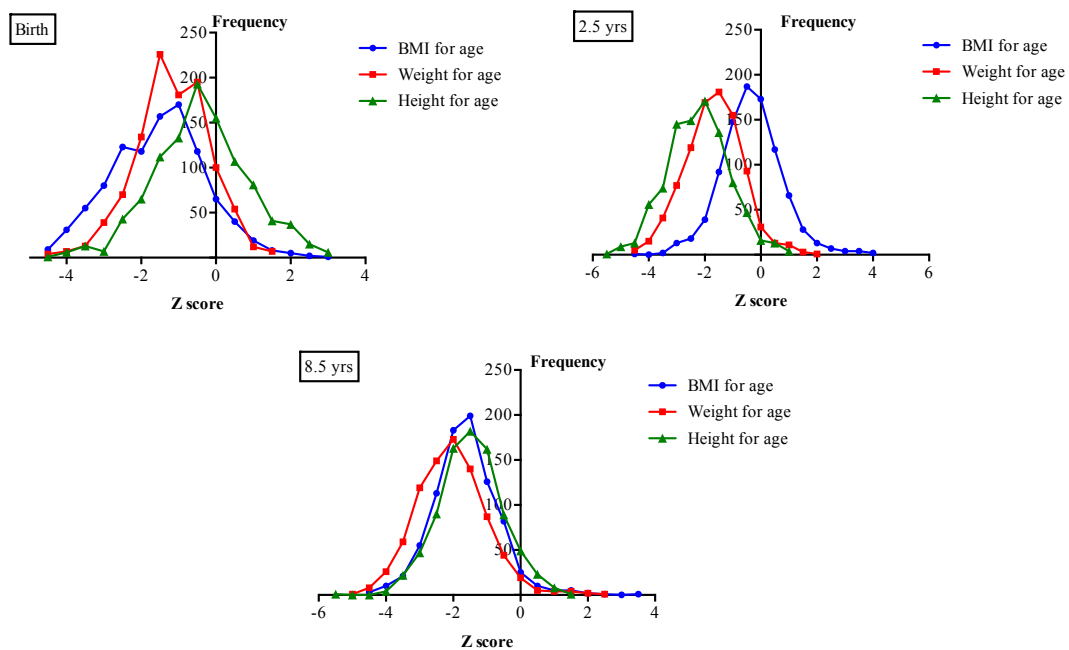 Birth
Frequency
250
200
150
100
50
-4 -2 0 2 4
Z score
BMI for age
Weight for age
Height for age
2.5 yrs
Frequency
250
200
150
100
50
-6 -4 -2 0 2 4 6
Z score
BMI for age
Weight for age
Height for age
8.5 yrs
Frequency
250
200
150
100
50
-6 -4 -2 0 2 4
Z score
BMI for age
Weight for age
Height for age